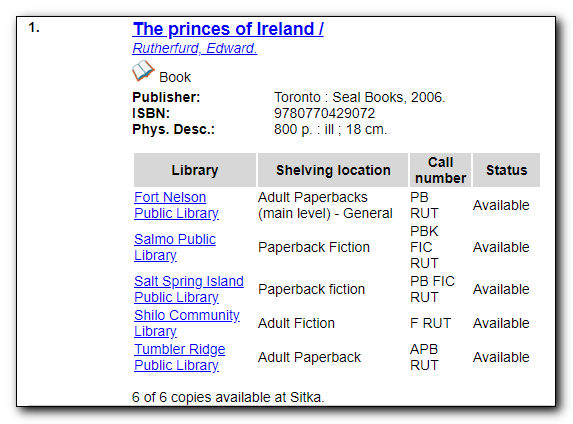 1.
The princes of Ireland /
Rutherfurd, Edward.
Book
Publisher: Toronto : Seal Books, 2006.
ISBN: 9780770429072
Phys. Desc.: 800 p. : ill ; 18 cm.
Library Shelving location Call number Status
Fort Nelson Public Library Adult Paperbacks (main level) - General PB RUT Available
Salmo Public Library Paperback Fiction PBK FIC RUT Available
Salt Spring Island Public Library Paperback fiction PB FIC RUT Available
Shilo Community Library Adult Fiction F RUT Available
Tumbler Ridge Public Library Adult Paperback APB RUT Available
6 of 6 copies available at Sitka.